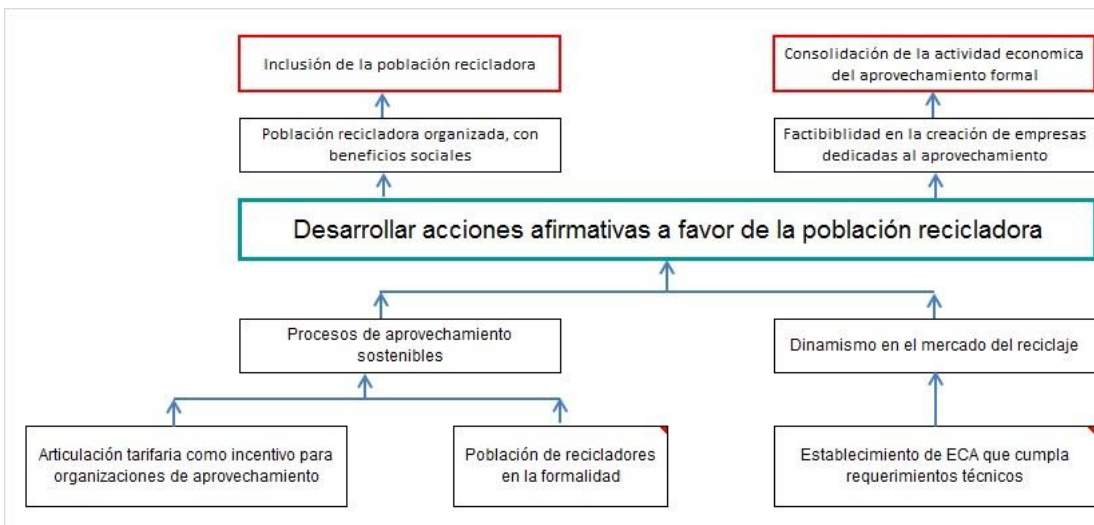 Inclusión de la población recicladora
Consolidación de la actividad economica
del aprovechamiento formal
Población recicladora organizada, con
beneficios sociales
Factibiblidad en la creación de empresas
dedicadas al aprovechamiento
Desarrollar acciones afirmativas a favor de la población recicladora
Procesos de aprovechamiento
sostenibles
Dinamismo en el mercado del reciclaje
Articulación tarifaria como incentivo para
organizaciones de aprovechamiento
Población de recicladores
en la formalidad
Establecimiento de ECA que cumpla
requerimientos técnicos